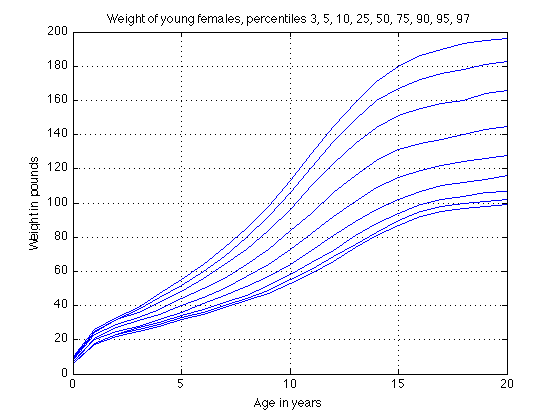 Weight of young females, percentiles 3, 5, 10, 25, 50, 75, 90, 95, 97
200
180
160
140
120
100
80
60
40
20
0
Weight in pounds
0 5 10 15 20
Age in years